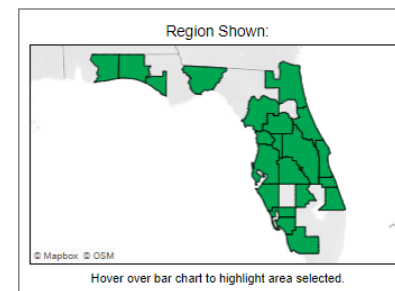 Region Shown:
© Mapbox © OSM
Hover over bar chart to highlight area selected.